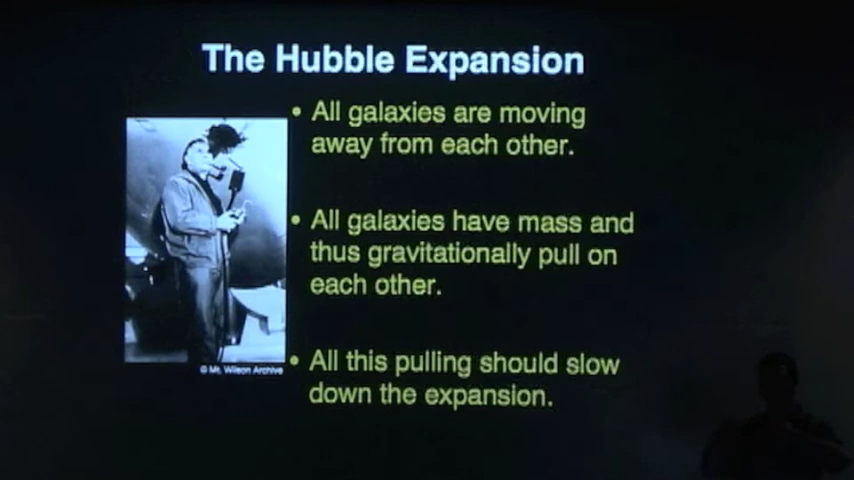 The Hubble Expansion
• All galaxies are moving
away from each other.
• All galaxies have mass and
thus gravitationally pull on
each other.
• All this pulling should slow
down the expansion.
© Mt. Wilson Archive